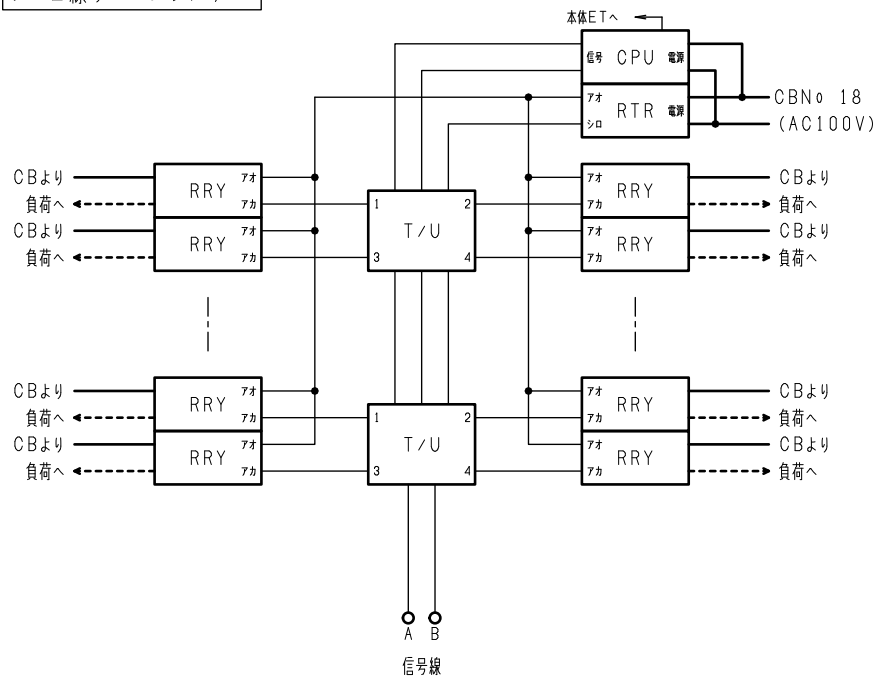 本体ETへ
信号 CPU 電源
アオ RTR 電源
シロ
CBNo 18
(AC100V)
CBより RRY アオ
負荷へ アカ
CBより RRY アオ
負荷へ アカ
1 T/U 2
3 4
アオ RRY CBより
アカ 負荷へ
アオ RRY CBより
アカ 負荷へ
CBより RRY アオ
負荷へ アカ
CBより RRY アオ
負荷へ アカ
1 T/U 2
3 4
アオ RRY CBより
アカ 負荷へ
アオ RRY CBより
アカ 負荷へ
A B
信号線